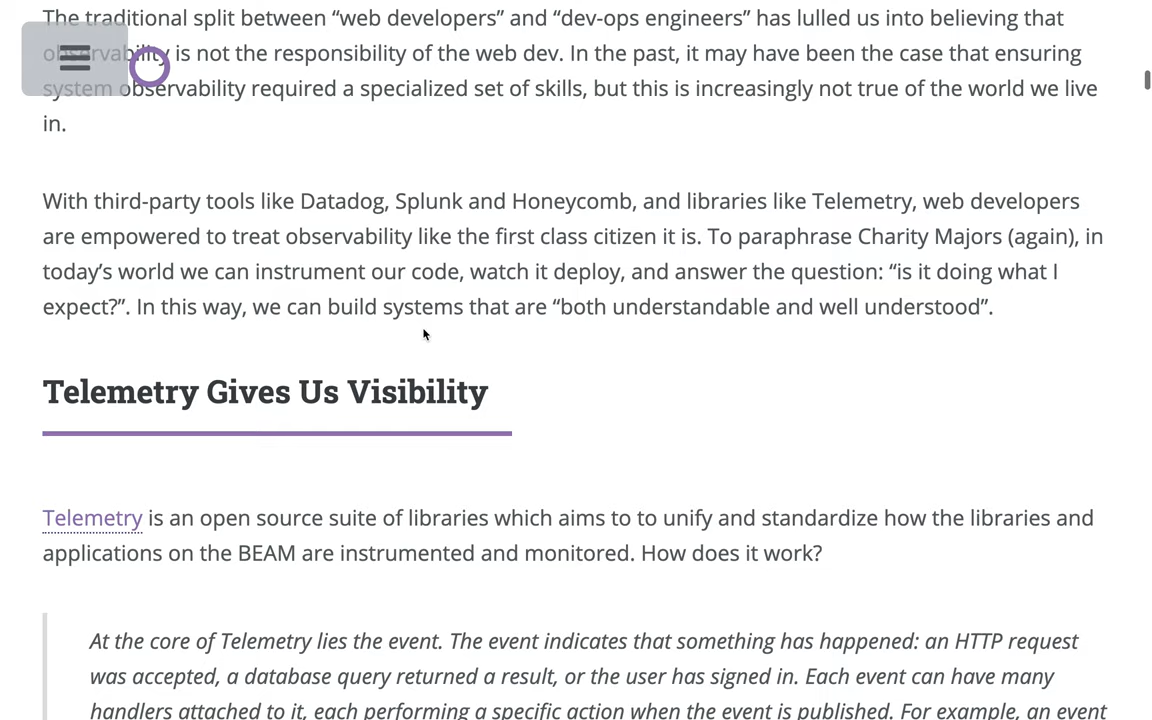 The traditional split between “web developers” and “dev-ops engineers” has lulled us into believing that
observability is not the responsibility of the web dev. In the past, it may have been the case that ensuring
system observability required a specialized set of skills, but this is increasingly not true of the world we live
in.
With third-party tools like Datadog, Splunk and Honeycomb, and libraries like Telemetry, web developers
are empowered to treat observability like the first class citizen it is. To paraphrase Charity Majors (again), in
today’s world we can instrument our code, watch it deploy, and answer the question: “is it doing what I
expect?”. In this way, we can build systems that are “both understandable and well understood”.
Telemetry Gives Us Visibility
Telemetry is an open source suite of libraries which aims to to unify and standardize how the libraries and
applications on the BEAM are instrumented and monitored. How does it work?
At the core of Telemetry lies the event. The event indicates that something has happened: an HTTP request
was accepted, a database query returned a result, or the user has signed in. Each event can have many
handlers attached to it, each performing a specific action when the event is published. For example, an event